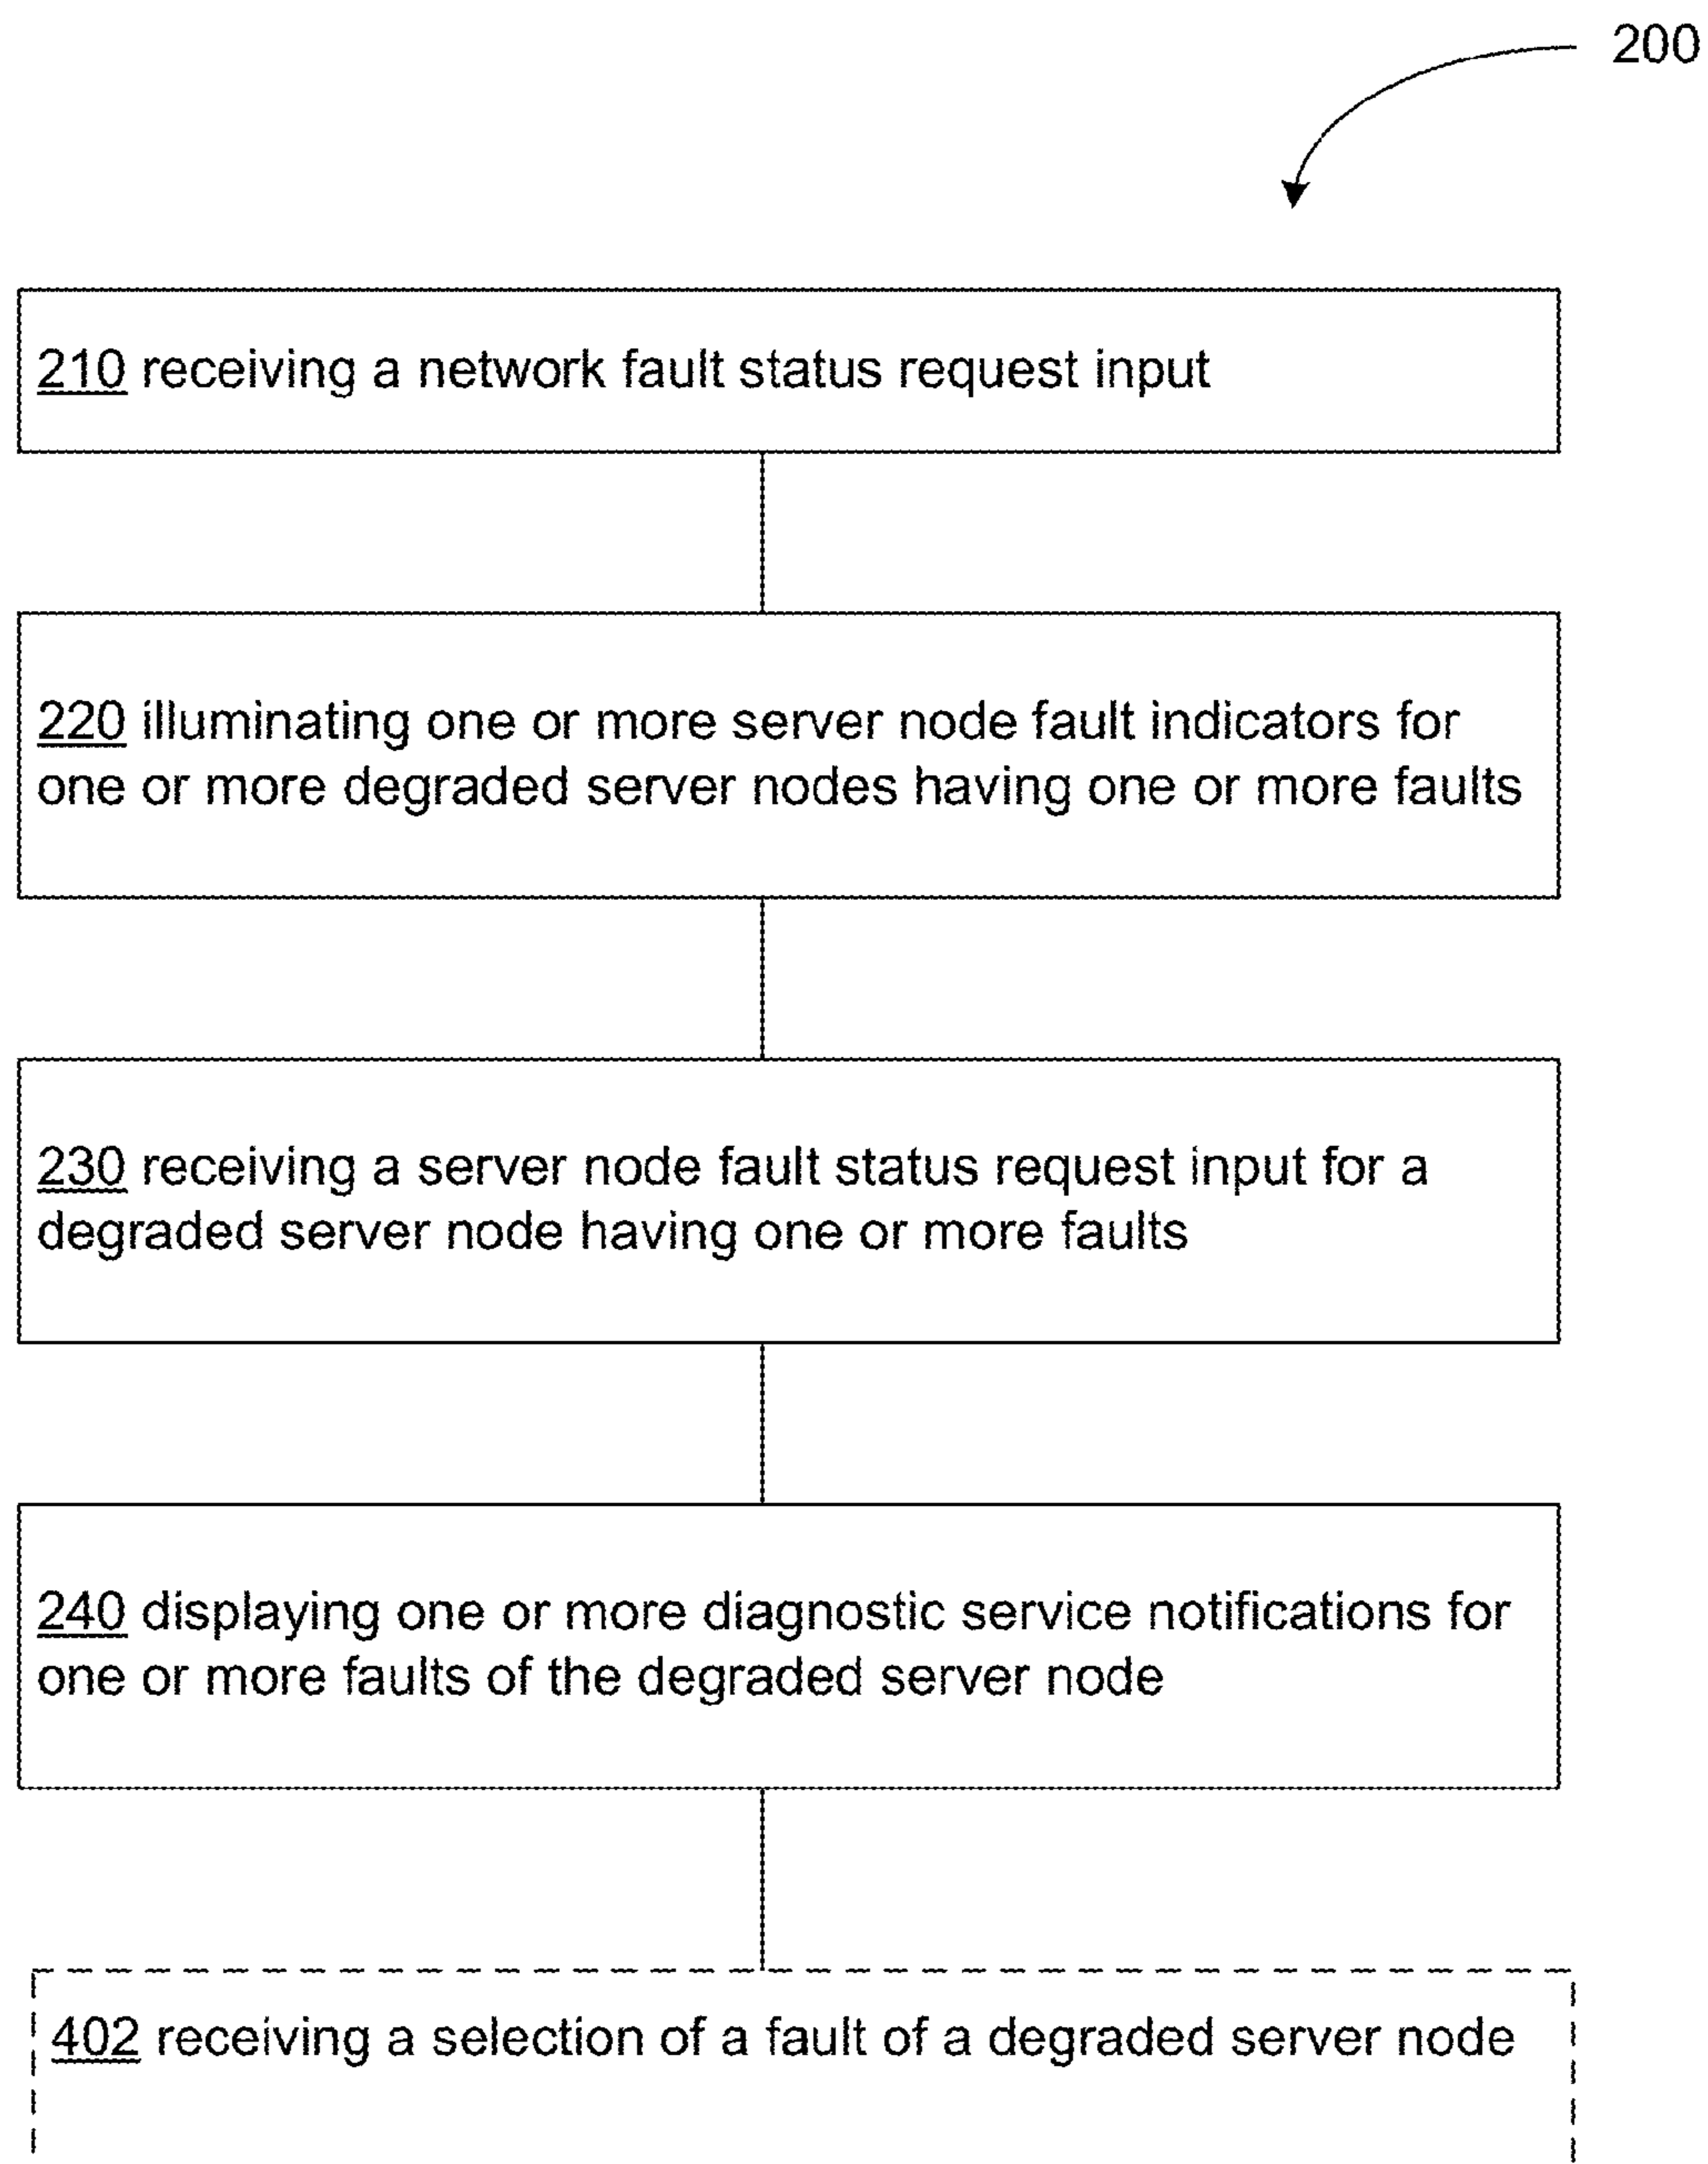 200
210 receiving a network fault status request input
220 illuminating one or more server node fault indicators for
one or more degraded server nodes having one or more faults
230 receiving a server node fault status request input for a
degraded server node having one or more faults
240 displaying one or more diagnostic service notifications for
one or more faults of the degraded server node
402 receiving a selection of a fault of a degraded server node